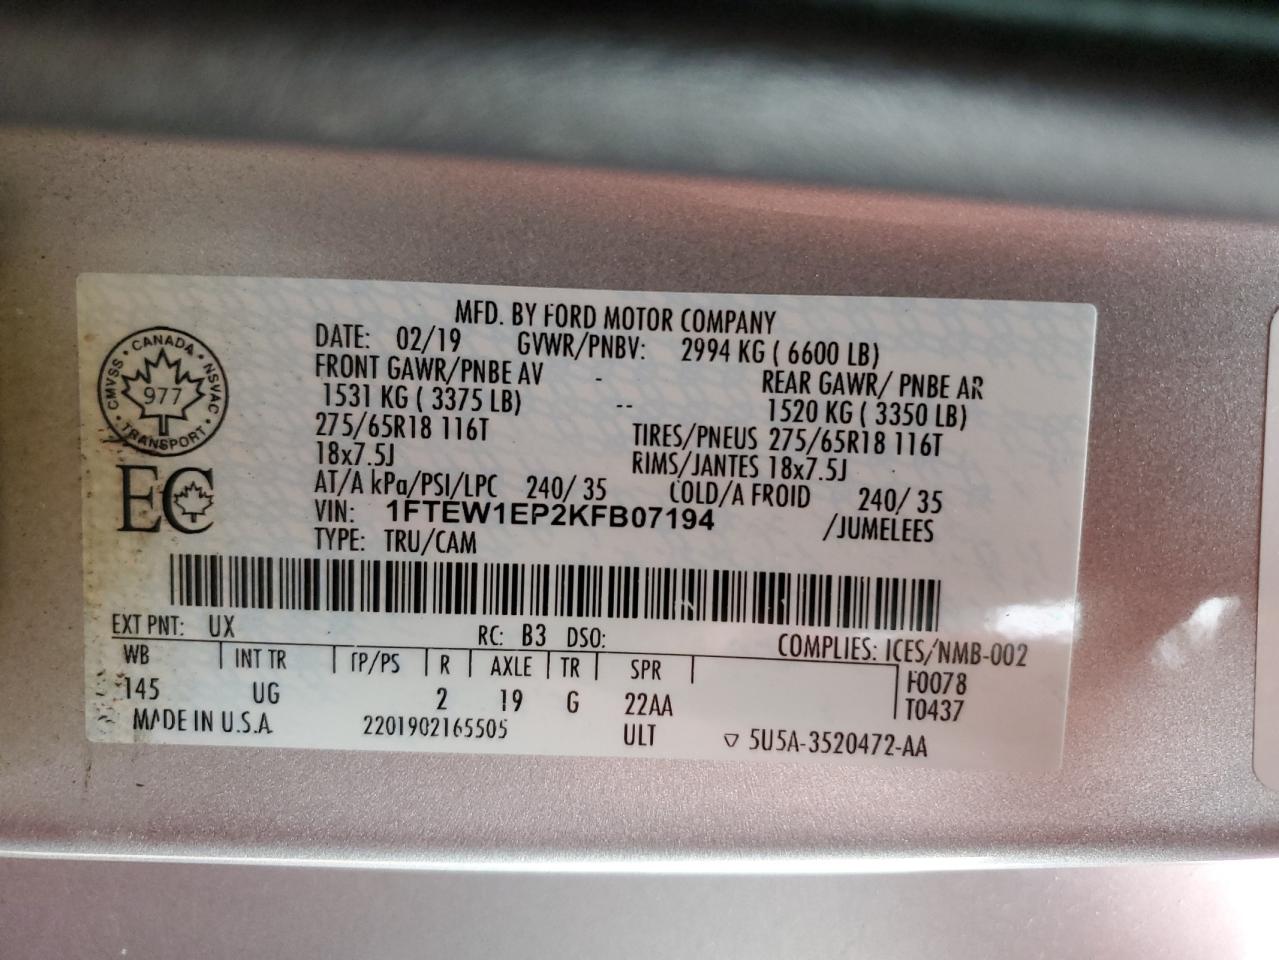 MFD. BY FORD MOTOR COMPANY
DATE: 02/19 GVWR/PNBV: 2994 KG ( 6600 LB)
FRONT GAWR/PNBE AV - REAR GAWR/ PNBE AR
1531 KG ( 3375 LB) -- 1520 KG ( 3350 LB)
275/65R18 116T TIRES/PNEUS 275/65R18 116T
18x7.5J RIMS/JANTES 18x7.5J
AT/A kPa/PSI/LPC 240/ 35 COLD/A FROID 240/ 35
VIN: 1FTEW1EP2KFB07194 /JUMELEES
TYPE: TRU/CAM
CANADA
CMVSS NSVAC
977
TRANSPORT
EC
EXT PNT: UX RC: B3 DSO: COMPLIES: ICES/NMB-002
WB INT TR TP/PS R AXLE TR SPR F0078
145 UG 2 19 G 22AA T0437
MADE IN U.S.A. 2201902165505 ULT ▽ 5U5A-3520472-AA